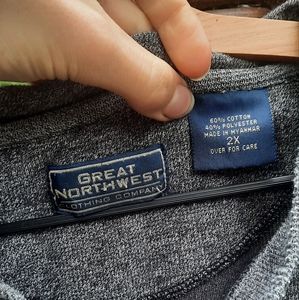 GREAT
NORTHWEST
CLOTHING COMPANY
60% COTTON
40% POLYESTER
MADE IN MYANMAR
2X
OVER FOR CARE